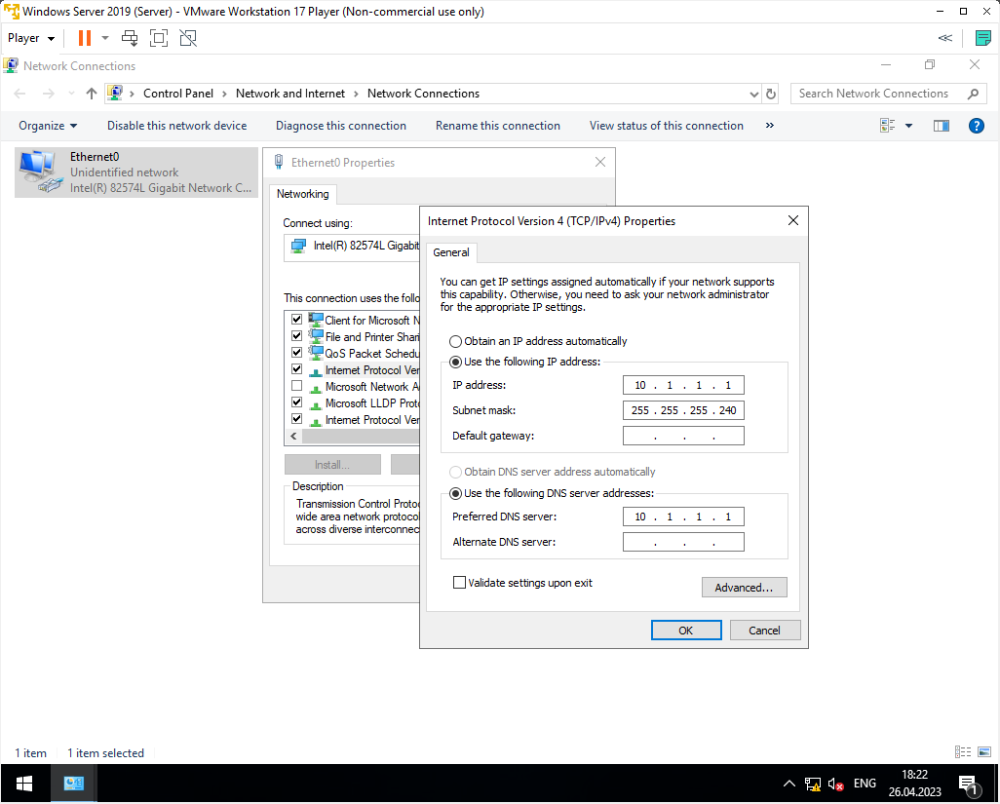 Windows Server 2019 (Server) - VMware Workstation 17 Player (Non-commercial use only)
Player
Network Connections
Control Panel > Network and Internet > Network Connections
Search Network Connections
Organize
Disable this network device
Diagnose this connection
Rename this connection
View status of this connection
»
Ethernet0
Unidentified network
Intel(R) 82574L Gigabit Network C...
Ethernet0 Properties
Networking
Connect using:
Intel(R) 82574L Gigabit
This connection uses the follo
Client for Microsoft N
File and Printer Shari
QoS Packet Schedu
Internet Protocol Ver
Microsoft Network A
Microsoft LLDP Proto
Internet Protocol Ver
Install...
Description
Transmission Control Protoc
wide area network protocol
across diverse interconnec
Internet Protocol Version 4 (TCP/IPv4) Properties
General
You can get IP settings assigned automatically if your network supports
this capability. Otherwise, you need to ask your network administrator
for the appropriate IP settings.
Obtain an IP address automatically
Use the following IP address:
IP address: 10 . 1 . 1 . 1
Subnet mask: 255 . 255 . 255 . 240
Default gateway: . . .
Obtain DNS server address automatically
Use the following DNS server addresses:
Preferred DNS server: 10 . 1 . 1 . 1
Alternate DNS server: . . .
Validate settings upon exit
Advanced...
OK
Cancel
1 item
1 item selected
ENG
18:22
26.04.2023
1